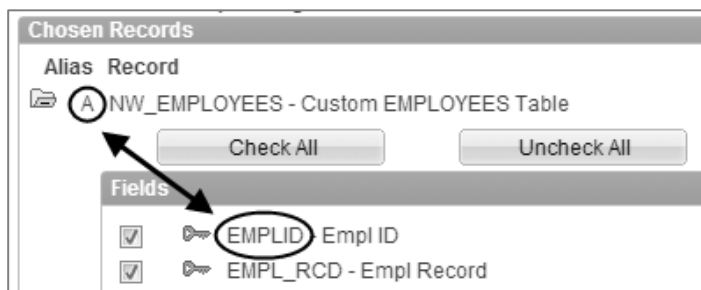 Chosen Records
Alias Record
A NW_EMPLOYEES - Custom EMPLOYEES Table
Check All Uncheck All
Fields
EMPLID - Empl ID
EMPL_RCD - Empl Record